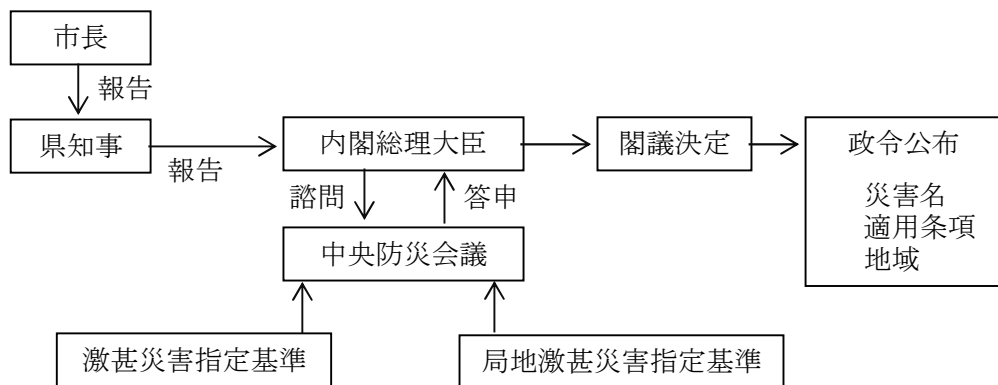 市長
報告
県知事
報告
内閣総理大臣
閣議決定
政令公布
災害名
適用条項
地域
諮問
答申
中央防災会議
激甚災害指定基準
局地激甚災害指定基準